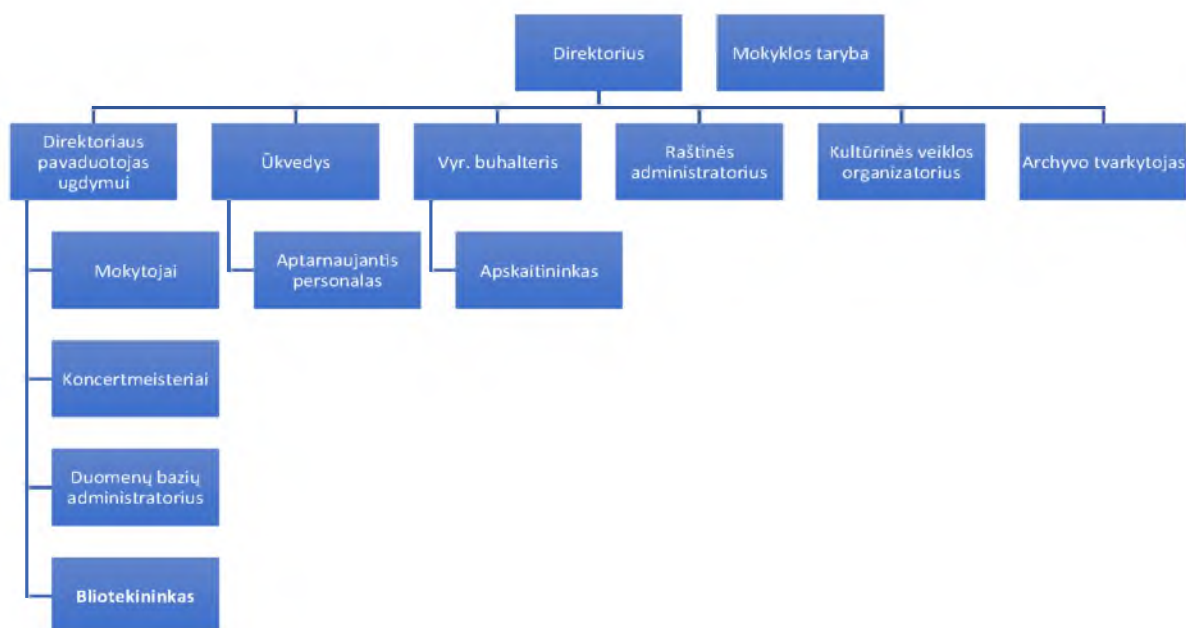 Direktorius
Mokyklos taryba
Direktoriaus
pavaduotojas
ugdymui
Ūkvedys
Vyr. buhalteris
Raštinės
administratorius
Kultūrinės veiklos
organizatorius
Archyvo tvarkytojas
Mokytojai
Aptarnaujantis
personalas
Apskaitininkas
Koncertmeisteriai
Duomenų bazių
administratorius
Bliotekininkas